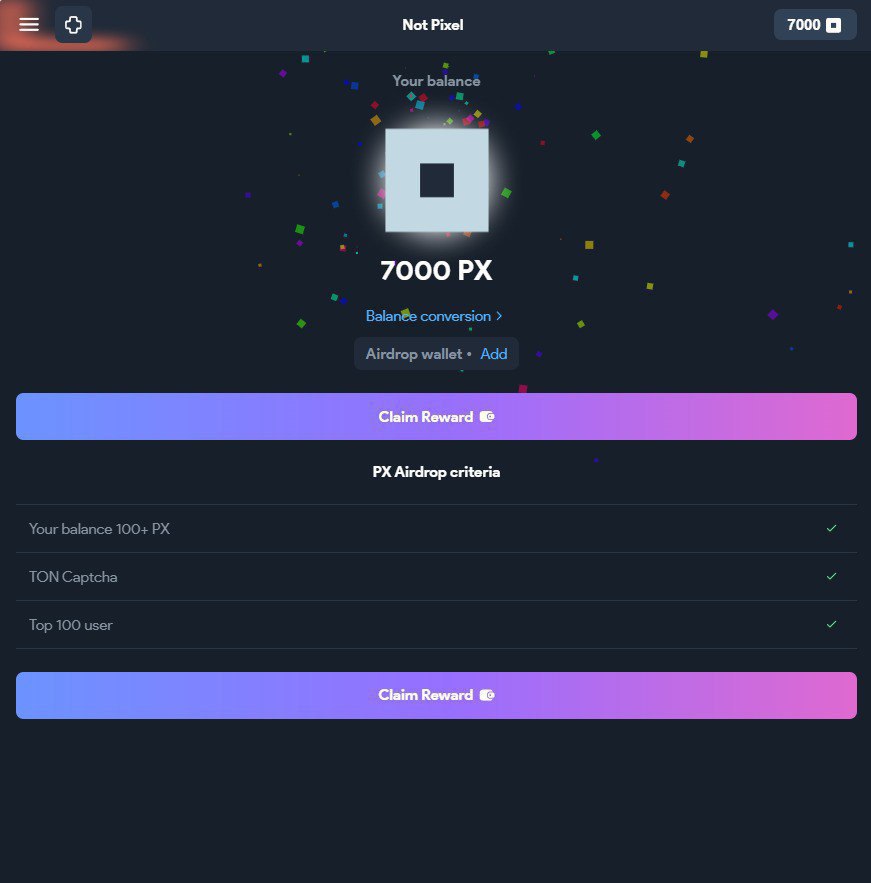 Not Pixel
7000
Your balance
7000 PX
Balance conversion >
Airdrop wallet • Add
Claim Reward
PX Airdrop criteria
Your balance 100+ PX
TON Captcha
Top 100 user
Claim Reward